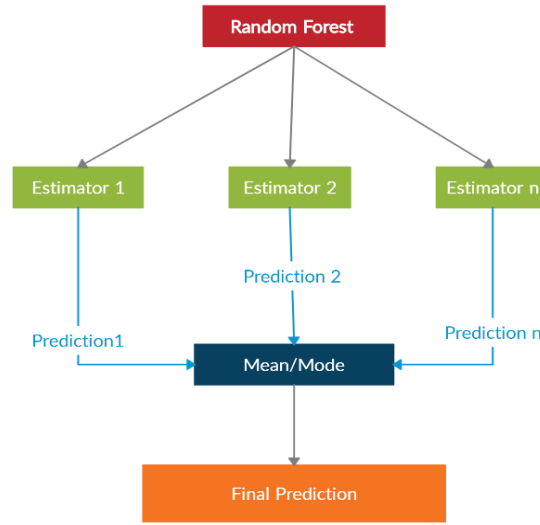 Random Forest
Estimator 1
Estimator 2
Estimator n
Prediction 2
Prediction1
Prediction n
Mean/Mode
Final Prediction